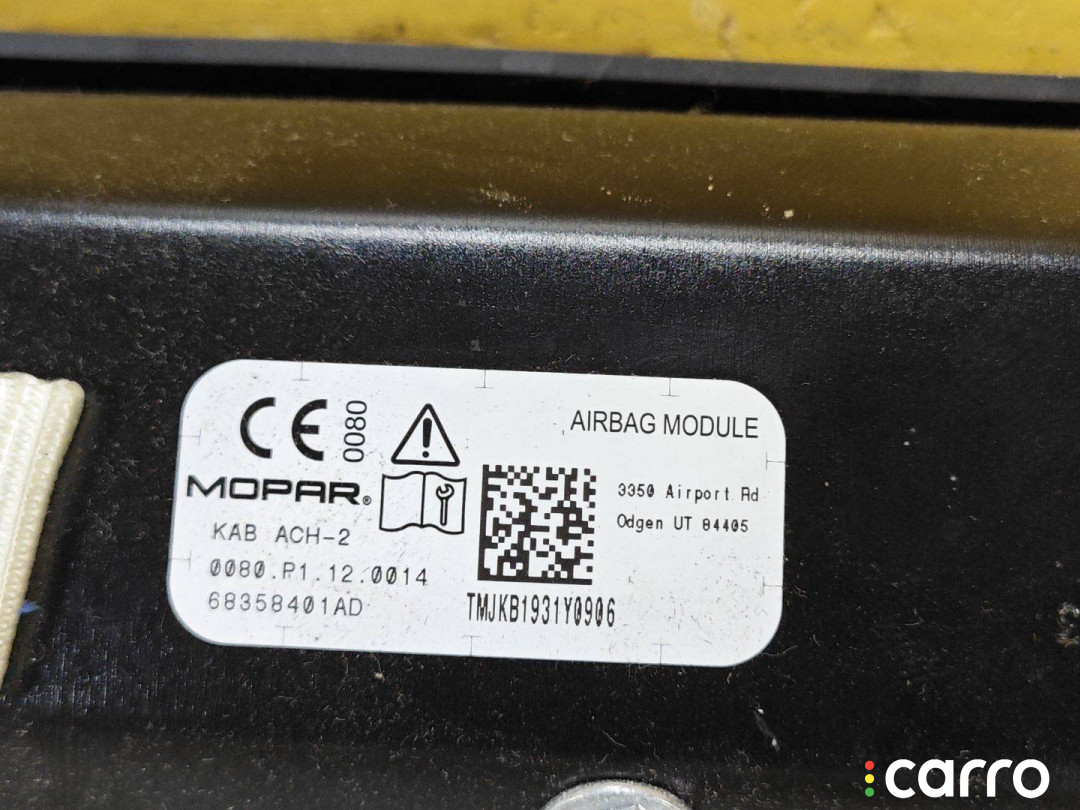 CE 0080
AIRBAG MODULE
MOPAR®
3350 Airport Rd
Odgen UT 84405
KAB ACH-2
0080.P1.12.0014
68358401AD
TMJKB1931Y0906
carro